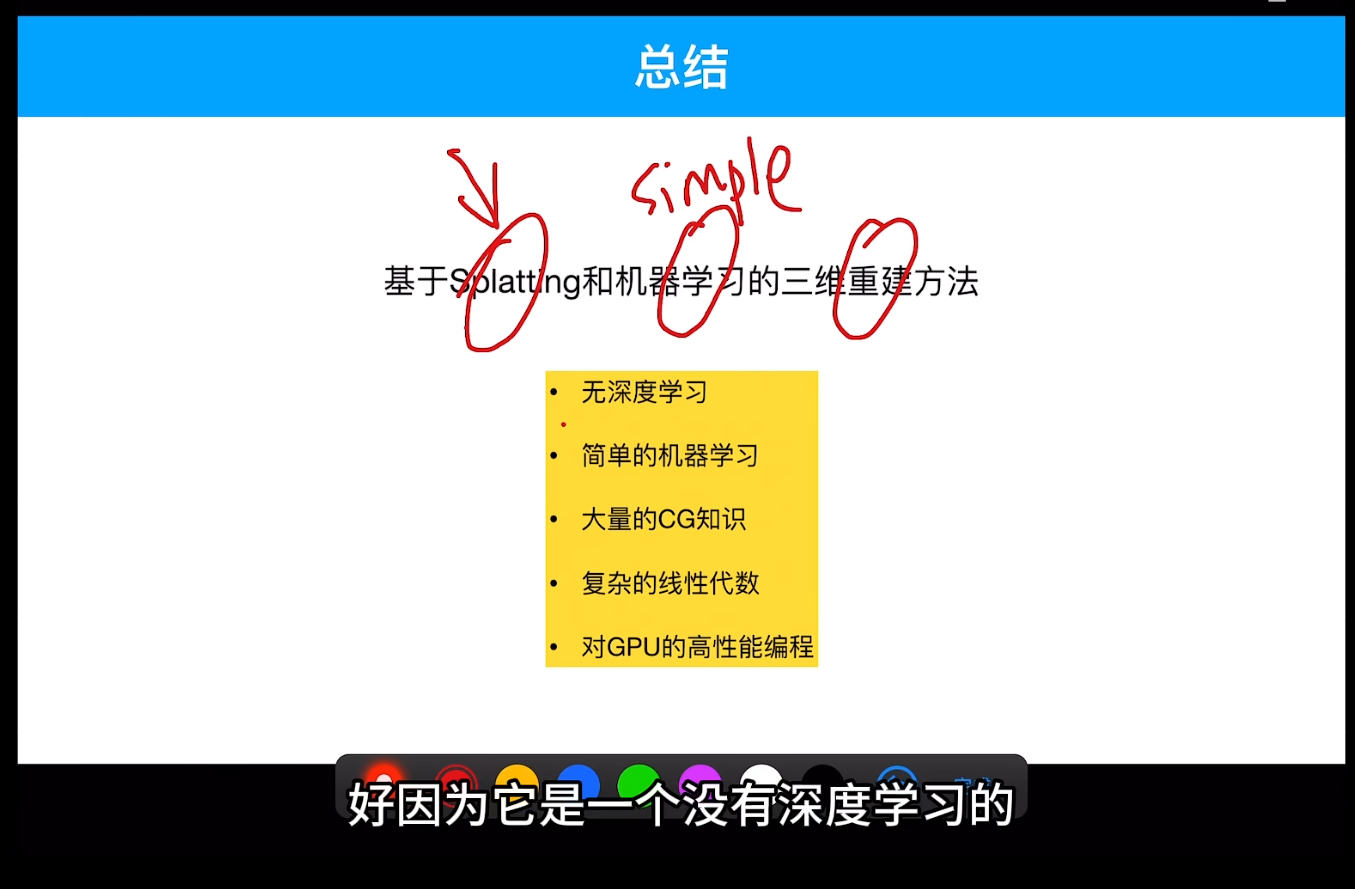 总结
simple
基于Splatting和机器学习的三维重建方法
• 无深度学习
• 简单的机器学习
• 大量的CG知识
• 复杂的线性代数
• 对GPU的高性能编程
好因为它是一个没有深度学习的